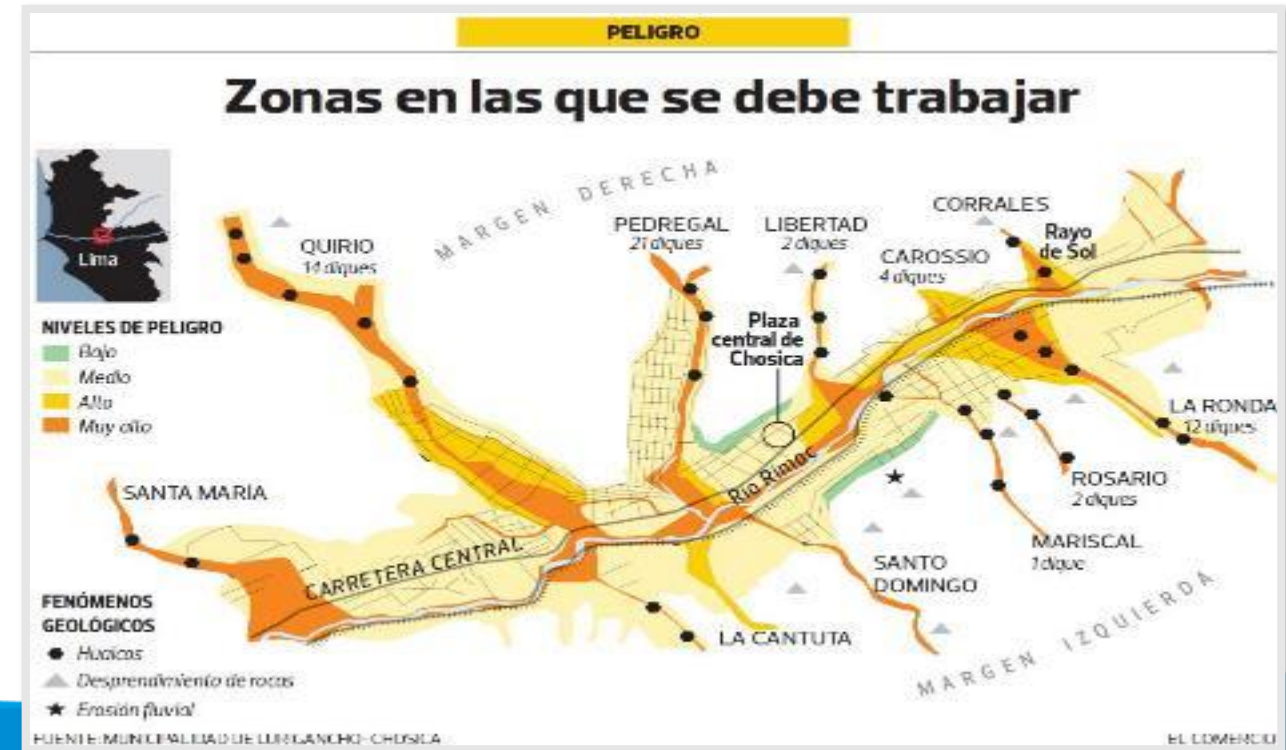 PELIGRO
Zonas en las que se debe trabajar
Lima
NIVELES DE PELIGRO
Bajo
Medio
Alto
Muy alto
FENÓMENOS
GEOLÓGICOS
Huaicos
Desprendimiento de rocas
Erosión fluvial
MARGEN DERECHA
QUIRIO
14 diques
PEDREGAL
21 diques
LIBERTAD
2 diques
CORRALES
Rayo
de Sol
CAROSSIO
4 diques
Plaza
central de
Chosica
LA RONDA
12 diques
ROSARIO
2 diques
MARISCAL
1 dique
SANTO
DOMINGO
Río Rímac
SANTA MARÍA
CARRETERA CENTRAL
LA CANTUTA
MARGEN IZQUIERDA
FUENTE: MUNICIPALIDAD DE LURIGANCHO-CHOSICA
EL COMERCIO